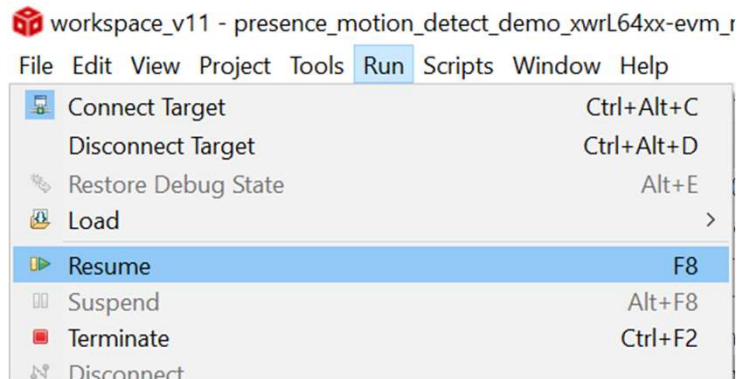 workspace_v11 - presence_motion_detect_demo_xwrL64xx-evm_
File Edit View Project Tools Run Scripts Window Help
Connect Target Ctrl+Alt+C
Disconnect Target Ctrl+Alt+D
Restore Debug State Alt+E
Load >
Resume F8
Suspend Alt+F8
Terminate Ctrl+F2
Disconnect